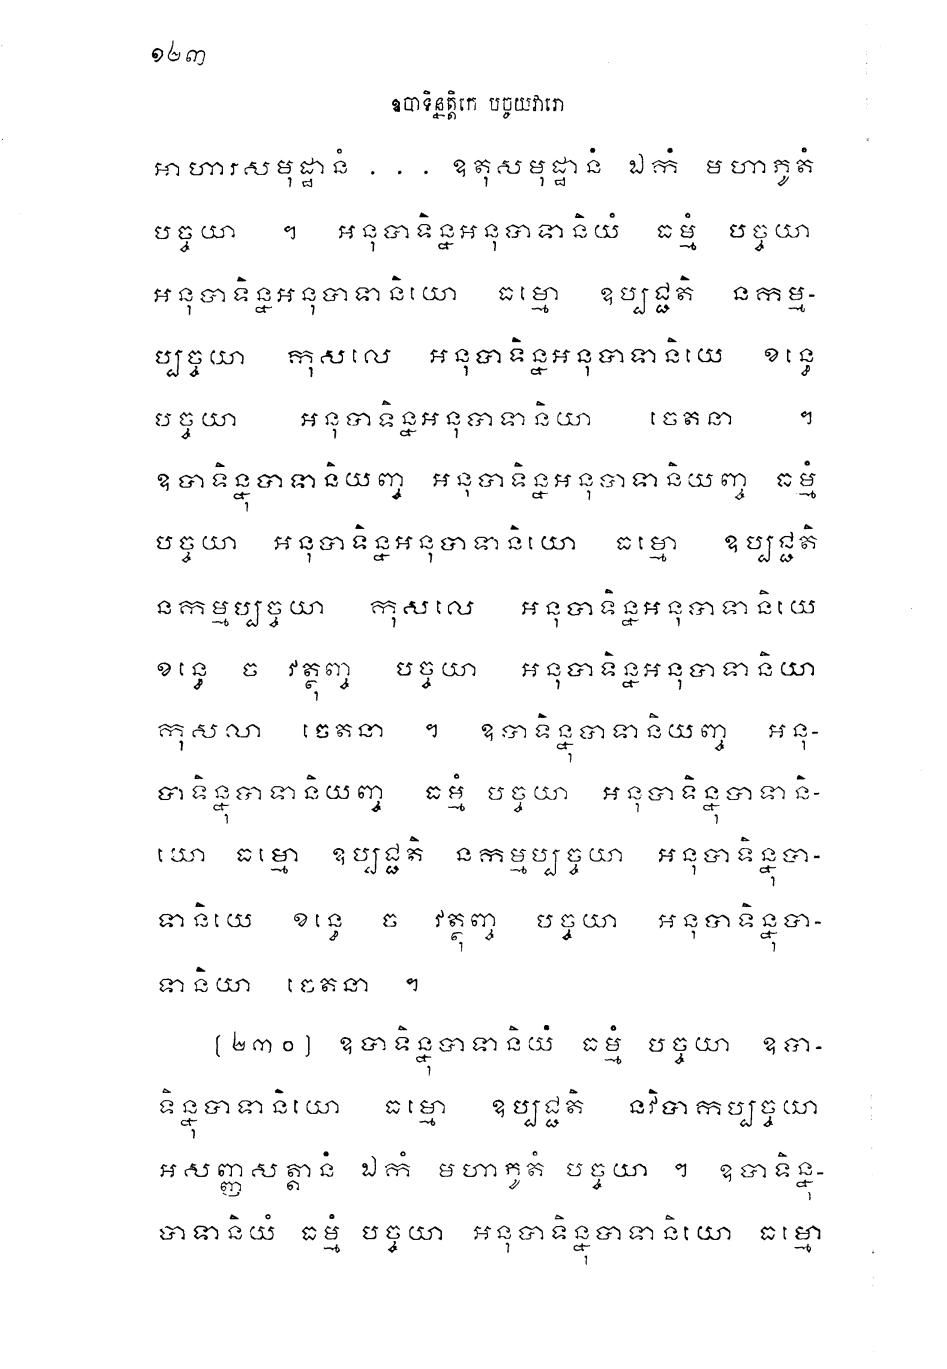 ១២៣
ឧបាទិន្នត្តិកេ បច្ចយវារោ
អាហារសមុដ្ឋានំ . . . ឧតុសមុដ្ឋានំ ឯកំ មហាភូតំ
បច្ចយា ។ អនុបាទិន្នអនុបាទានិយំ ធម្មំ បច្ចយា
អនុបាទិន្នអនុបាទានិយោ ធម្មោ ឧប្បជ្ជតិ នកម្ម-
ប្បច្ចយា កុសលេ អនុបាទិន្នអនុបាទានិយេ ខន្ធេ
បច្ចយា អនុបាទិន្នអនុបាទានិយា ចេតនា ។
ឧបាទិន្នុបាទានិយញ្ច អនុបាទិន្នអនុបាទានិយញ្ច ធម្មំ
បច្ចយា អនុបាទិន្នអនុបាទានិយោ ធម្មោ ឧប្បជ្ជតិ
នកម្មប្បច្ចយា កុសលេ អនុបាទិន្នអនុបាទានិយេ
ខន្ធេ ច វត្ថុញ្ច បច្ចយា អនុបាទិន្នអនុបាទានិយា
កុសលា ចេតនា ។ ឧបាទិន្នុបាទានិយញ្ច អនុ-
បាទិន្នុបាទានិយញ្ច ធម្មំ បច្ចយា អនុបាទិន្នុបាទានិ-
យោ ធម្មោ ឧប្បជ្ជតិ នកម្មប្បច្ចយា អនុបាទិន្នុបា-
ទានិយេ ខន្ធេ ច វត្ថុញ្ច បច្ចយា អនុបាទិន្នុបា-
ទានិយា ចេតនា ។
[២៣០] ឧបាទិន្នុបាទានិយំ ធម្មំ បច្ចយា ឧបា-
ទិន្នុបាទានិយោ ធម្មោ ឧប្បជ្ជតិ នវិបាកប្បច្ចយា
អសញ្ញសត្តានំ ឯកំ មហាភូតំ បច្ចយា ។ ឧបាទិន្នុ-
បាទានិយំ ធម្មំ បច្ចយា អនុបាទិន្នុបាទានិយោ ធម្មោ